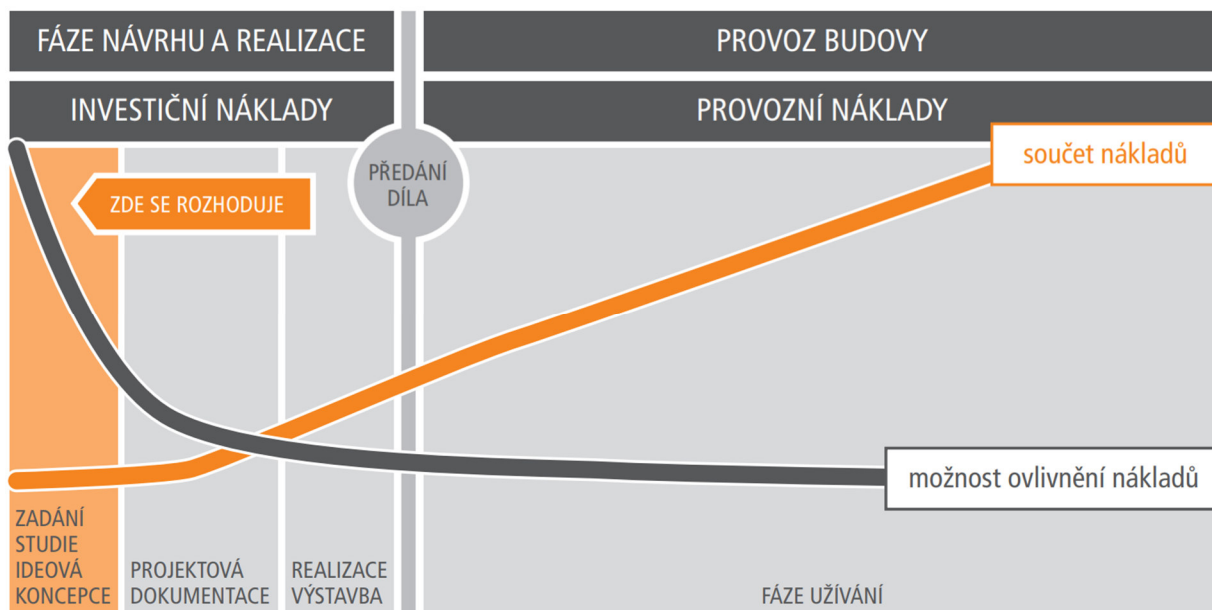 FÁZE NÁVRHU A REALIZACE
PROVOZ BUDOVY
INVESTIČNÍ NÁKLADY
PROVOZNÍ NÁKLADY
součet nákladů
PŘEDÁNÍ
DÍLA
ZDE SE ROZHODUJE
možnost ovlivnění nákladů
ZADÁNÍ
STUDIE
IDEOVÁ
KONCEPCE
PROJEKTOVÁ
DOKUMENTACE
REALIZACE
VÝSTAVBA
FÁZE UŽÍVÁNÍ